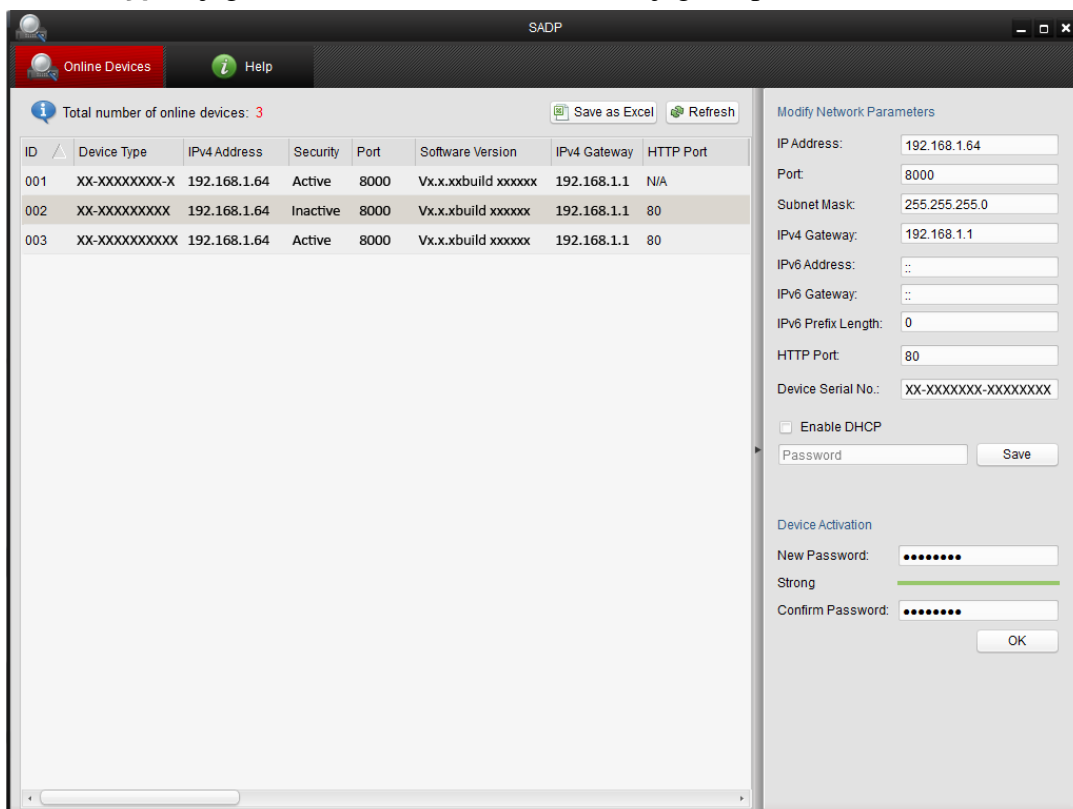 SADP
Online Devices
Help
Total number of online devices: 3
Save as Excel
Refresh
ID Device Type IPv4 Address Security Port Software Version IPv4 Gateway HTTP Port
001 XX-XXXXXXXX-X 192.168.1.64 Active 8000 Vx.x.xxbuild xxxxxx 192.168.1.1 N/A
002 XX-XXXXXXXXX 192.168.1.64 Inactive 8000 Vx.x.xbuild xxxxxx 192.168.1.1 80
003 XX-XXXXXXXXXX 192.168.1.64 Active 8000 Vx.x.xbuild xxxxxx 192.168.1.1 80
Modify Network Parameters
IP Address: 192.168.1.64
Port: 8000
Subnet Mask: 255.255.255.0
IPv4 Gateway: 192.168.1.1
IPv6 Address: ::
IPv6 Gateway: ::
IPv6 Prefix Length: 0
HTTP Port: 80
Device Serial No.: XX-XXXXXXX-XXXXXXXX
Enable DHCP
Password Save
Device Activation
New Password: ●●●●●●●●
Strong
Confirm Password: ●●●●●●●●
OK